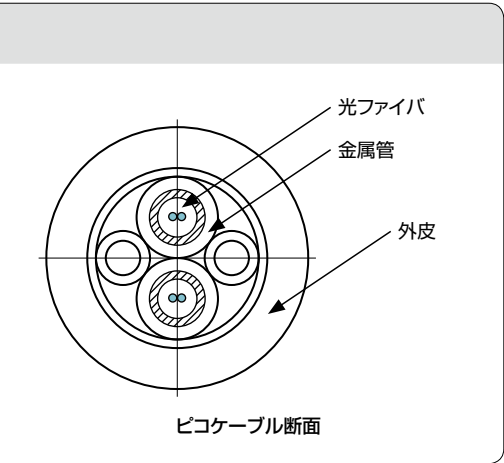 光ファイバ
金属管
外皮
ピコケーブル断面